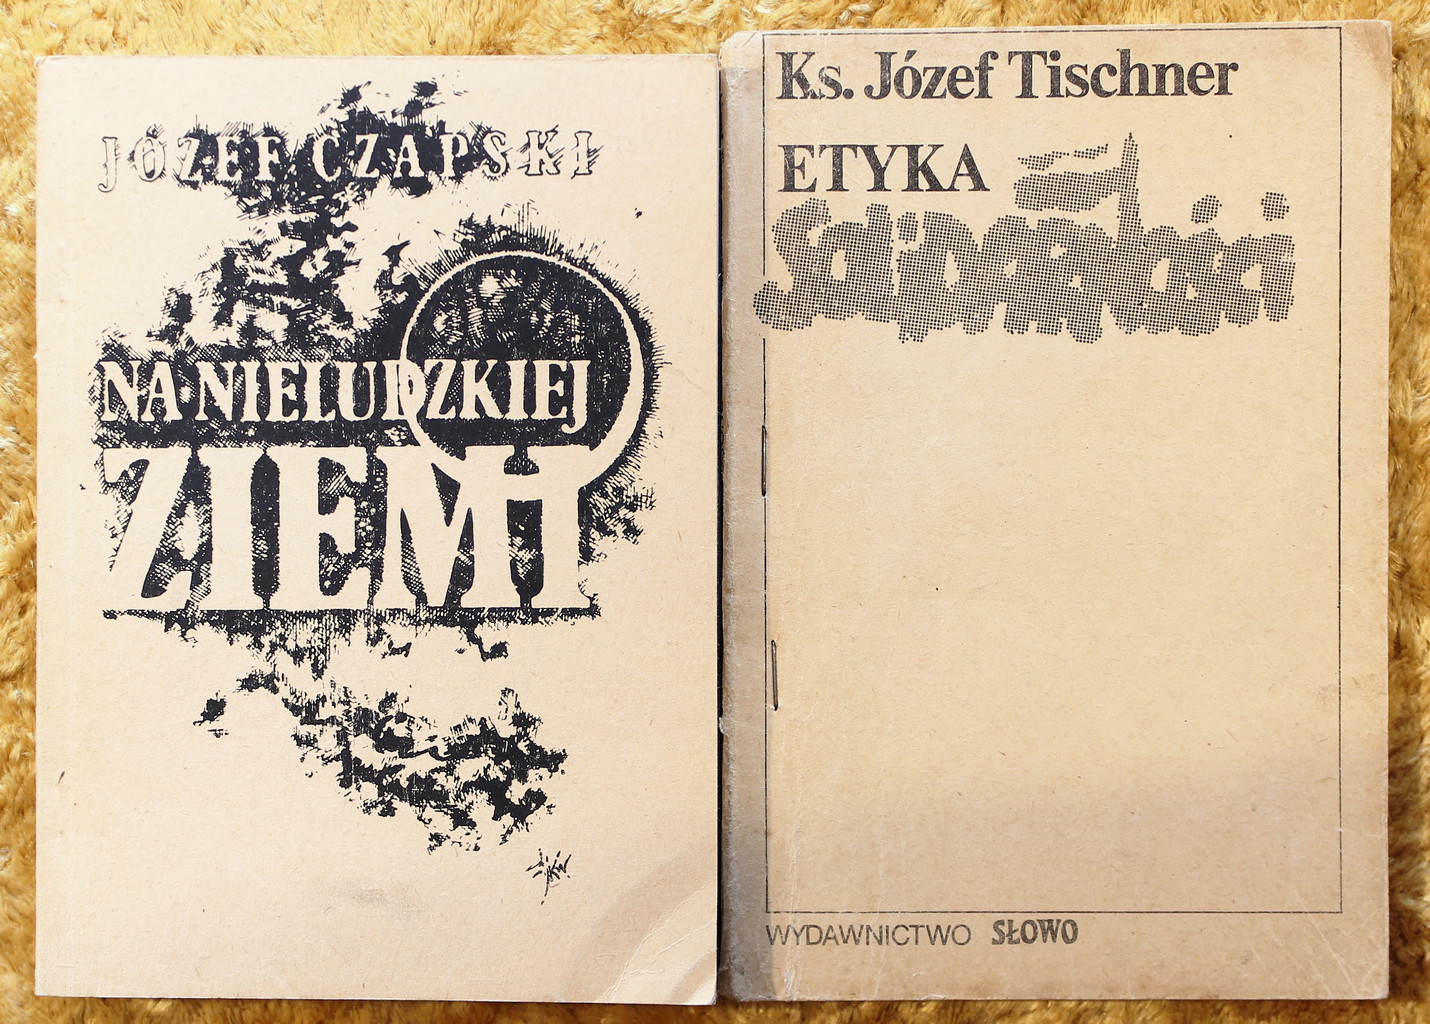 JÓZEF CZAPSKI
NA NIELUDZKIEJ
ZIEMI
Ks. Józef Tischner
ETYKA
Solidarności
WYDAWNICTWO SŁOWO